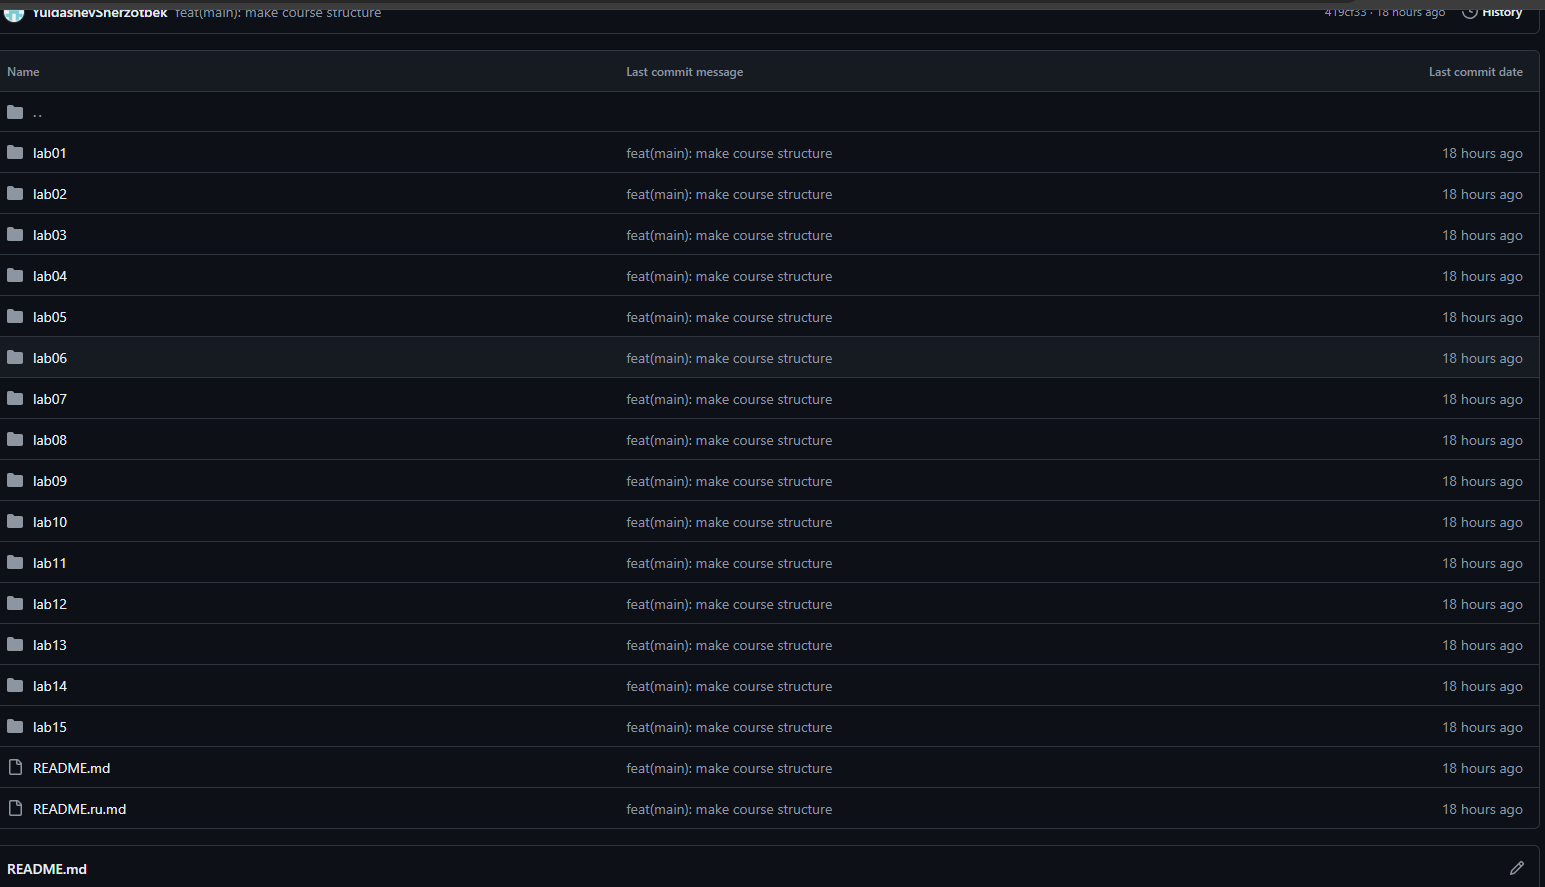 YuldashevSherzotbek feat(main): make course structure 419cf33 · 18 hours ago History
Name Last commit message Last commit date
..
lab01 feat(main): make course structure 18 hours ago
lab02 feat(main): make course structure 18 hours ago
lab03 feat(main): make course structure 18 hours ago
lab04 feat(main): make course structure 18 hours ago
lab05 feat(main): make course structure 18 hours ago
lab06 feat(main): make course structure 18 hours ago
lab07 feat(main): make course structure 18 hours ago
lab08 feat(main): make course structure 18 hours ago
lab09 feat(main): make course structure 18 hours ago
lab10 feat(main): make course structure 18 hours ago
lab11 feat(main): make course structure 18 hours ago
lab12 feat(main): make course structure 18 hours ago
lab13 feat(main): make course structure 18 hours ago
lab14 feat(main): make course structure 18 hours ago
lab15 feat(main): make course structure 18 hours ago
README.md feat(main): make course structure 18 hours ago
README.ru.md feat(main): make course structure 18 hours ago
README.md